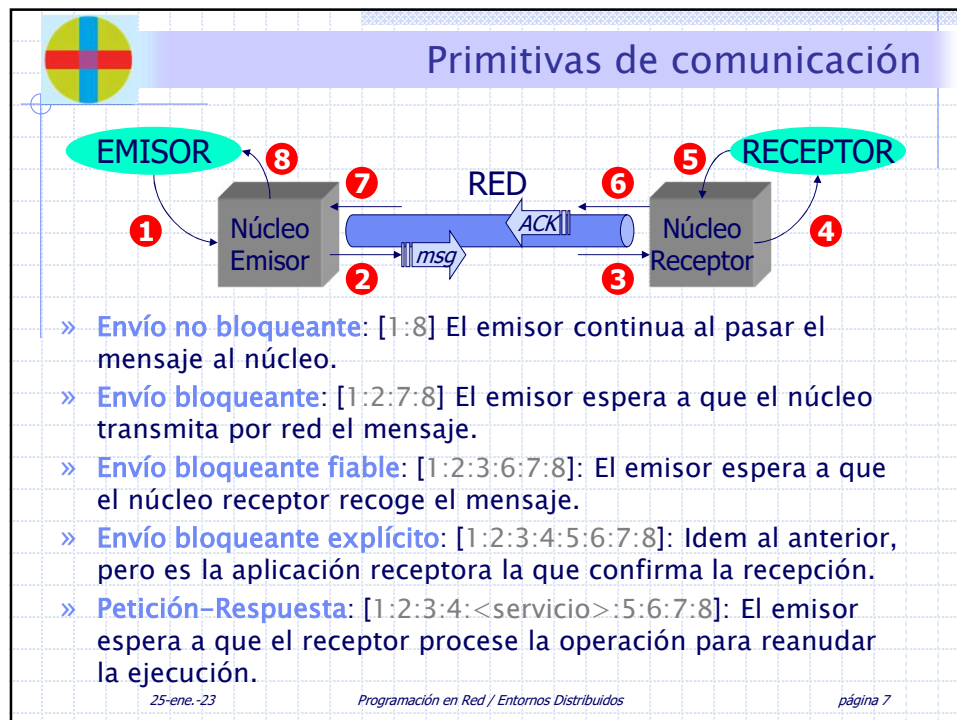 Primitivas de comunicación
EMISOR
8
5
RECEPTOR
7
RED
6
1
Núcleo
Emisor
ACK
Núcleo
Receptor
4
2
msg
3
» Envío no bloqueante: [1:8] El emisor continua al pasar el
mensaje al núcleo.
» Envío bloqueante: [1:2:7:8] El emisor espera a que el núcleo
transmita por red el mensaje.
» Envío bloqueante fiable: [1:2:3:6:7:8]: El emisor espera a que
el núcleo receptor recoge el mensaje.
» Envío bloqueante explícito: [1:2:3:4:5:6:7:8]: Idem al anterior,
pero es la aplicación receptora la que confirma la recepción.
» Petición-Respuesta: [1:2:3:4:<servicio>:5:6:7:8]: El emisor
espera a que el receptor procese la operación para reanudar
la ejecución.
25-ene.-23
Programación en Red / Entornos Distribuidos
página 7